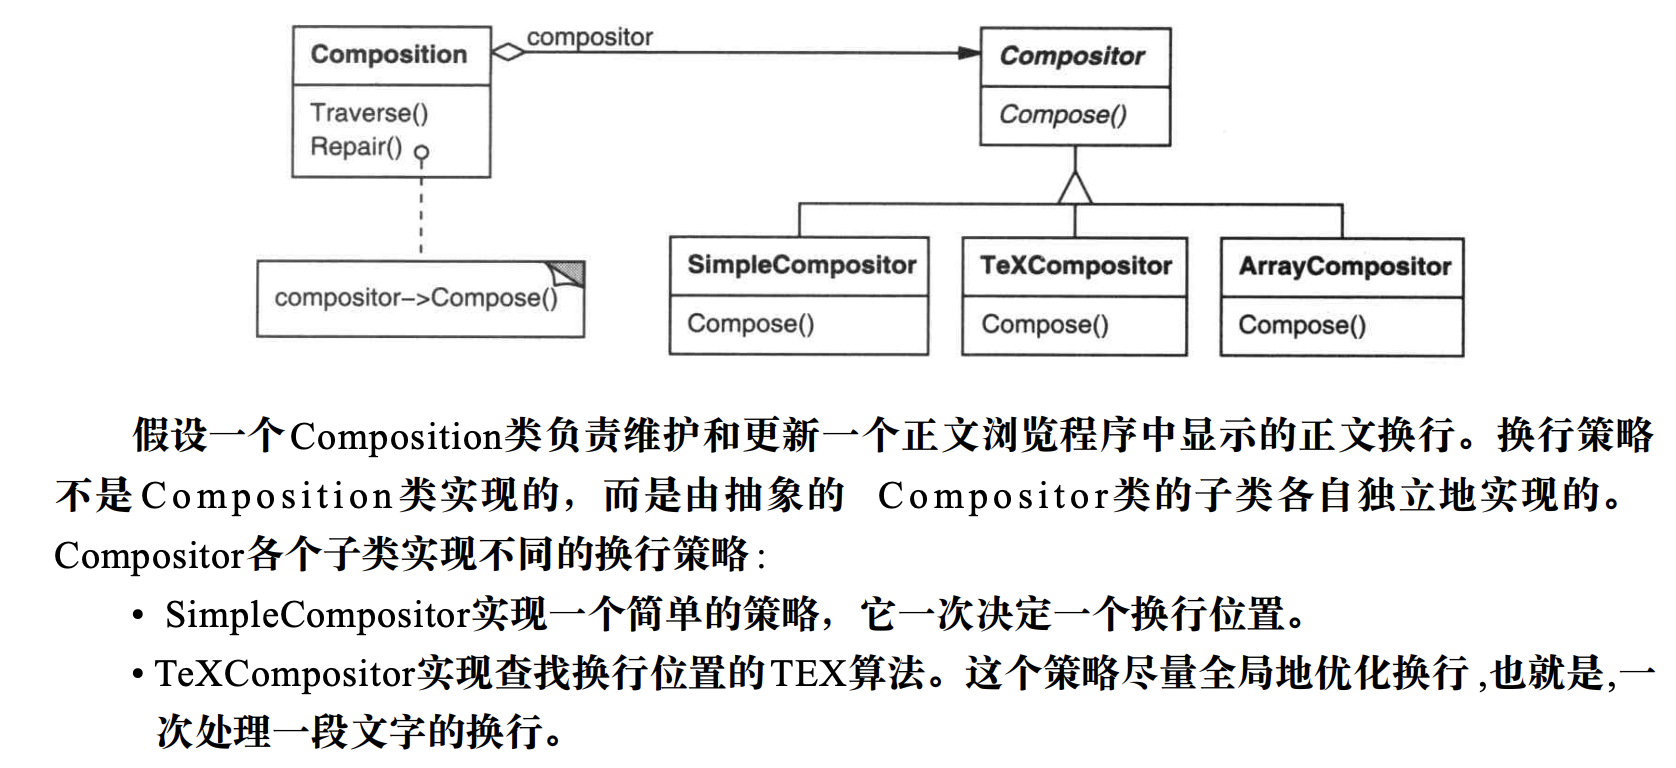 Composition
compositor
Compositor
Traverse()
Repair()
Compose()
compositor–>Compose()
SimpleCompositor
TeXCompositor
ArrayCompositor
Compose()
Compose()
Compose()
假设一个Composition类负责维护和更新一个正文浏览程序中显示的正文换行。换行策略
不是Composition类实现的，而是由抽象的 Compositor类的子类各自独立地实现的。
Compositor各个子类实现不同的换行策略:
• SimpleCompositor实现一个简单的策略，它一次决定一个换行位置。
• TeXCompositor实现查找换行位置的TEX算法。这个策略尽量全局地优化换行,也就是,一
次处理一段文字的换行。